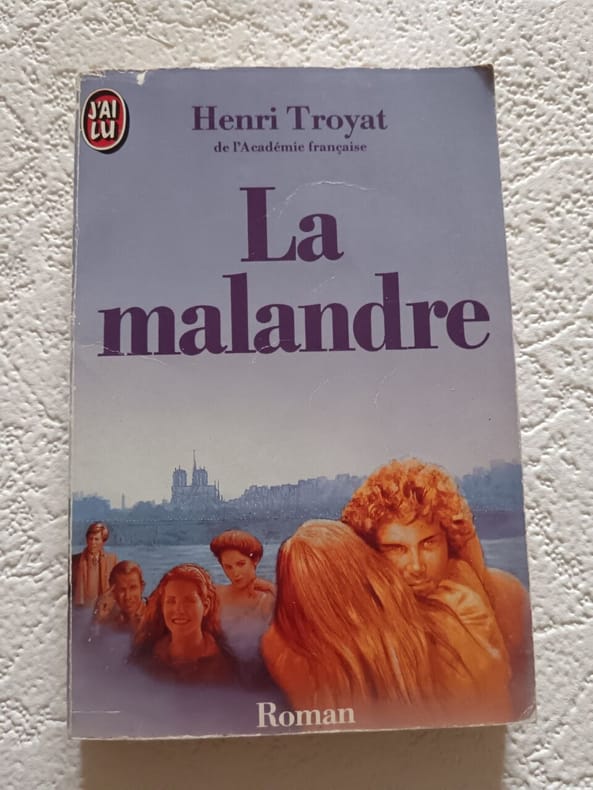 J'AI
LU
Henri Troyat
de l'Académie française
La
malandre
Roman